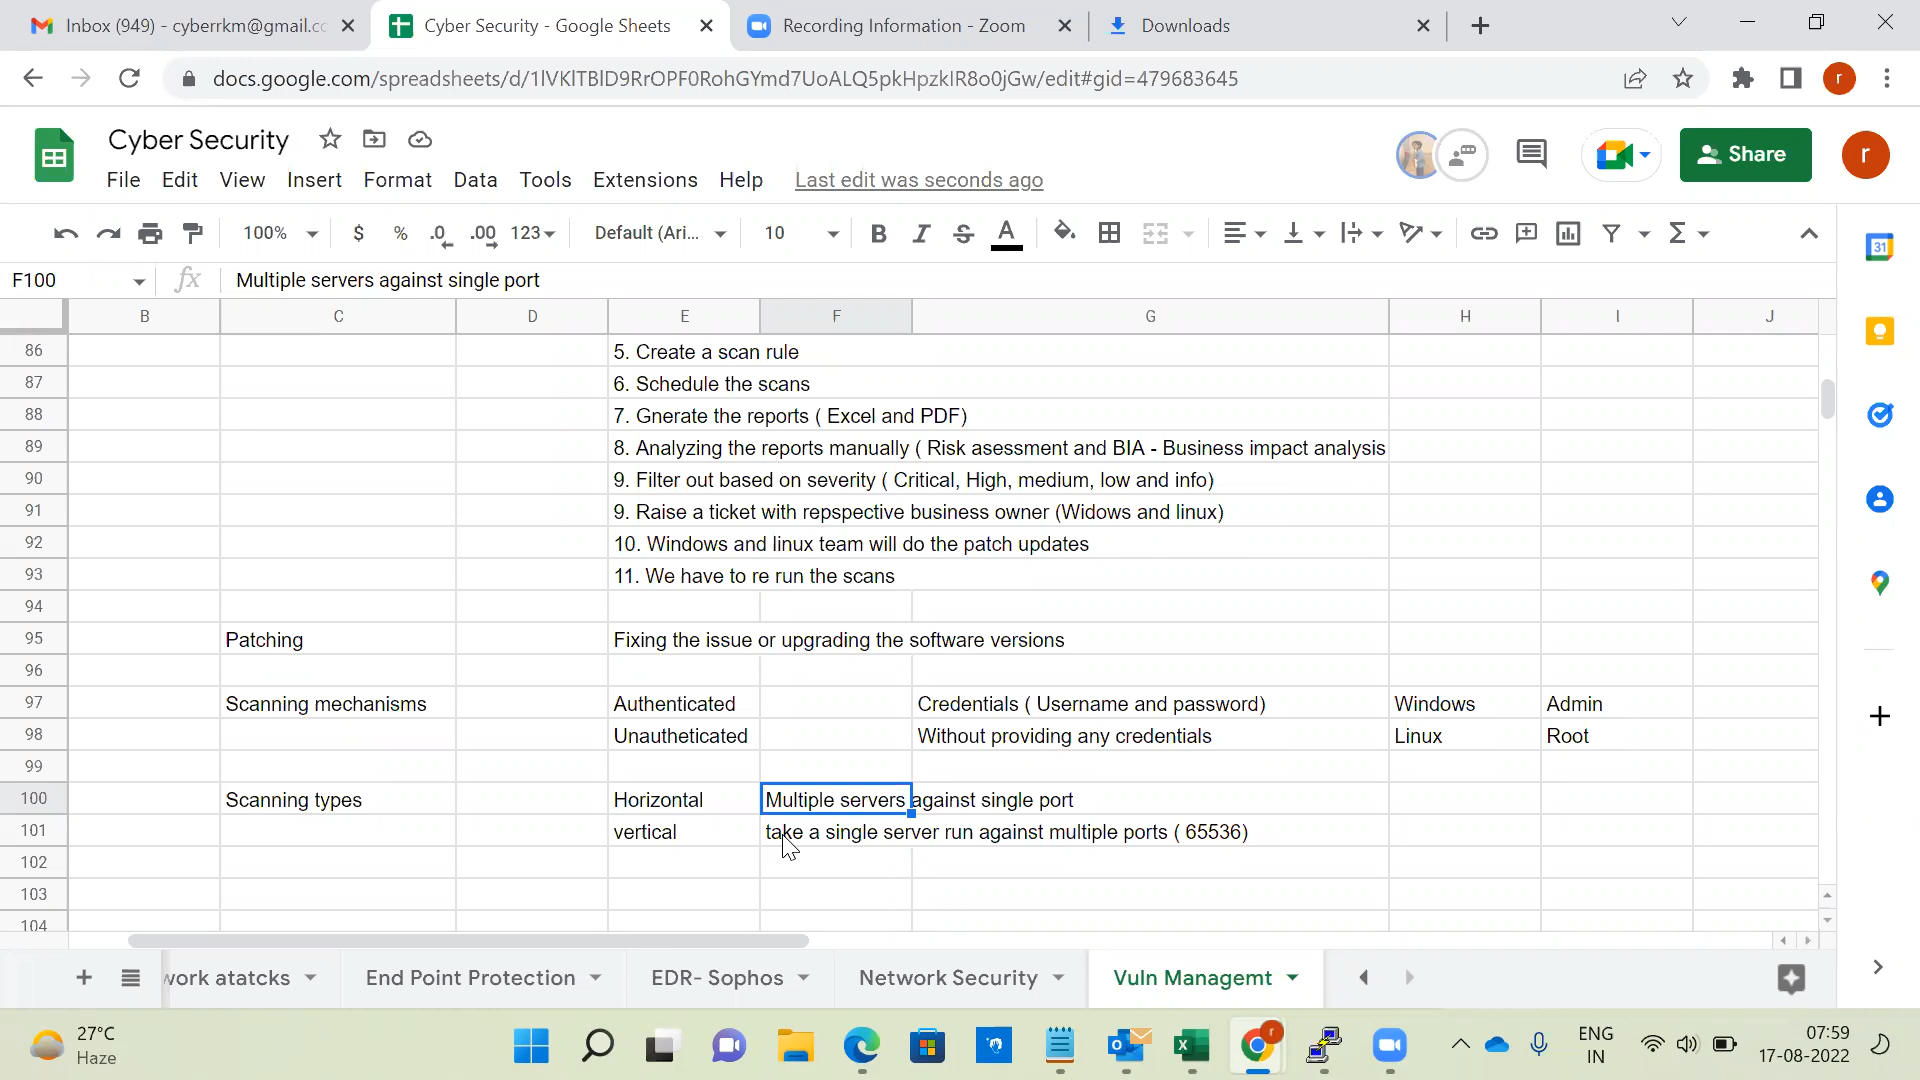 Inbox (949) - cyberrkm@gmail.cc
Cyber Security - Google Sheets
Recording Information - Zoom
Downloads
docs.google.com/spreadsheets/d/1lVKlTBlD9RrOPF0RohGYmd7UoALQ5pkHpzkIR8o0jGw/edit#gid=479683645
r
Cyber Security
Share
r
File Edit View Insert Format Data Tools Extensions Help Last edit was seconds ago
100% $ % .0 .00 123 Default (Ari... 10 B I S A
31
F100 fx Multiple servers against single port
B C D E F G H I J
86 5. Create a scan rule
87 6. Schedule the scans
88 7. Gnerate the reports ( Excel and PDF)
89 8. Analyzing the reports manually ( Risk asessment and BIA - Business impact analysis
90 9. Filter out based on severity ( Critical, High, medium, low and info)
91 9. Raise a ticket with repspective business owner (Widows and linux)
92 10. Windows and linux team will do the patch updates
93 11. We have to re run the scans
94
95 Patching Fixing the issue or upgrading the software versions
96
97 Scanning mechanisms Authenticated Credentials ( Username and password) Windows Admin
98 Unautheticated Without providing any credentials Linux Root
99
100 Scanning types Horizontal Multiple servers against single port
101 vertical take a single server run against multiple ports ( 65536)
102
103
104
work atatcks End Point Protection EDR- Sophos Network Security Vuln Managemt
27°C
Haze
ENG
IN
07:59
17-08-2022